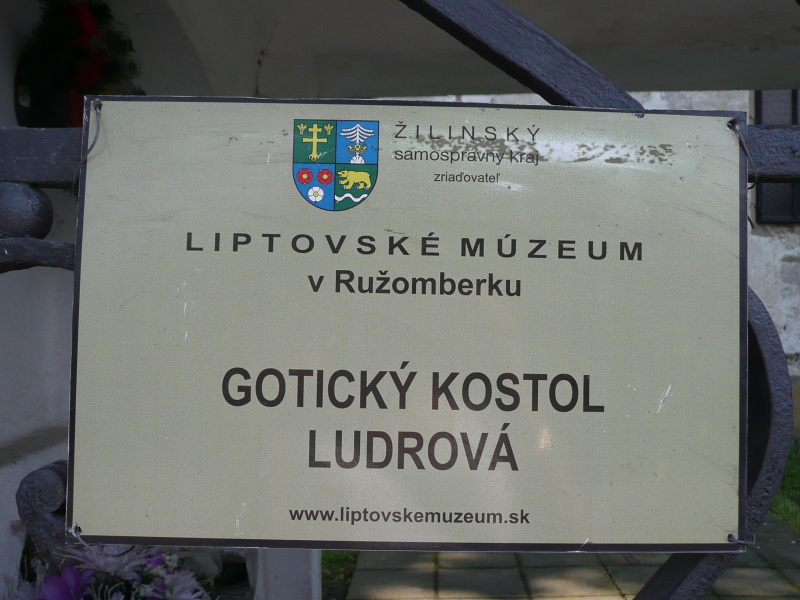 ŽILINSKÝ
samosprávny kraj
zriaďovateľ
LIPTOVSKÉ MÚZEUM
v Ružomberku
GOTICKÝ KOSTOL
LUDROVÁ
www.liptovskemuzeum.sk